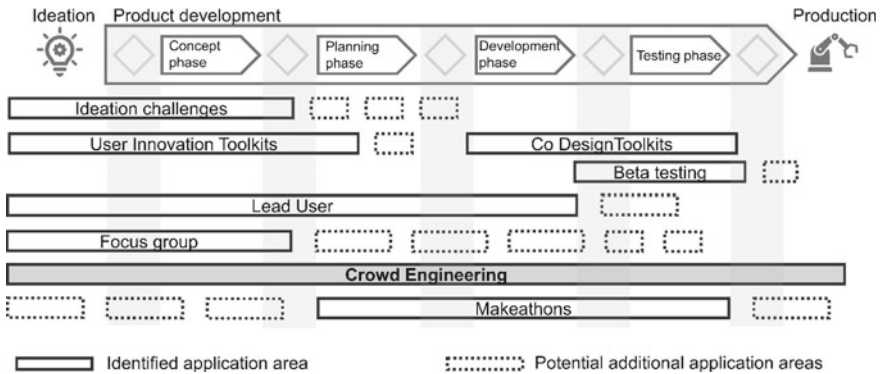 Ideation Product development Production
Concept phase
Planning phase
Development phase
Testing phase
Ideation challenges
User Innovation Toolkits
Co DesignToolkits
Beta testing
Lead User
Focus group
Crowd Engineering
Makeathons
Identified application area
Potential additional application areas